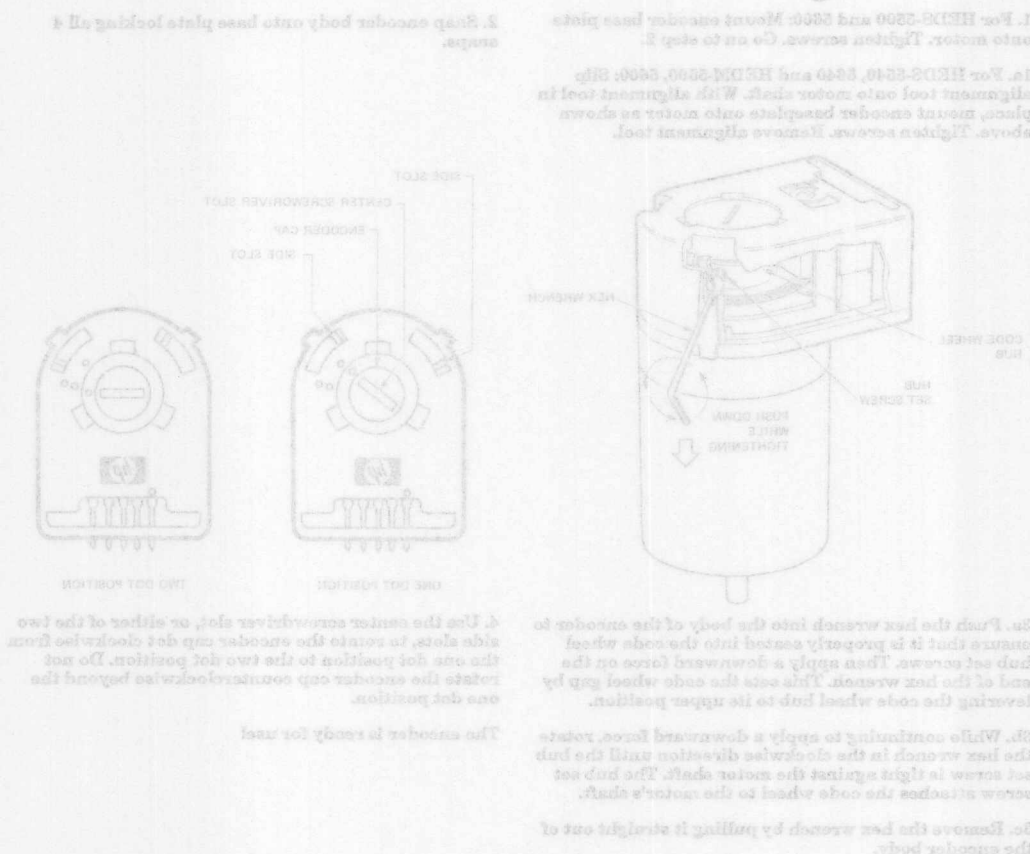 1. For HEDS-5500 and 5600: Mount encoder base plate
onto motor. Tighten screws. Go on to step 2.
1a. For HEDS-5540, 5640 and HEDM-5500, 5600: Slip
alignment tool onto motor shaft. With alignment tool in
place, mount encoder baseplate onto motor as shown
above. Tighten screws. Remove alignment tool.
2. Snap encoder body onto base plate locking all 4
snaps.
HEX WRENCH
CODE WHEEL
HUB
HUB
SET SCREW
PUSH DOWN
WHILE
TIGHTENING
3a. Push the hex wrench into the body of the encoder to
ensure that it is properly seated into the code wheel
hub set screws. Then apply a downward force on the
end of the hex wrench. This sets the code wheel gap by
levering the code wheel hub to its upper position.
3b. While continuing to apply a downward force, rotate
the hex wrench in the clockwise direction until the hub
set screw is tight against the motor shaft. The hub set
screw attaches the code wheel to the motor's shaft.
3c. Remove the hex wrench by pulling it straight out of
the encoder body.
SIDE SLOT
CENTER SCREWDRIVER SLOT
ENCODER CAP
SIDE SLOT
hp
hp
ONE DOT POSITION
TWO DOT POSITION
4. Use the center screwdriver slot, or either of the two
side slots, to rotate the encoder cap dot clockwise from
the one dot position to the two dot position. Do not
rotate the encoder cap counterclockwise beyond the
one dot position.
The encoder is ready for use!